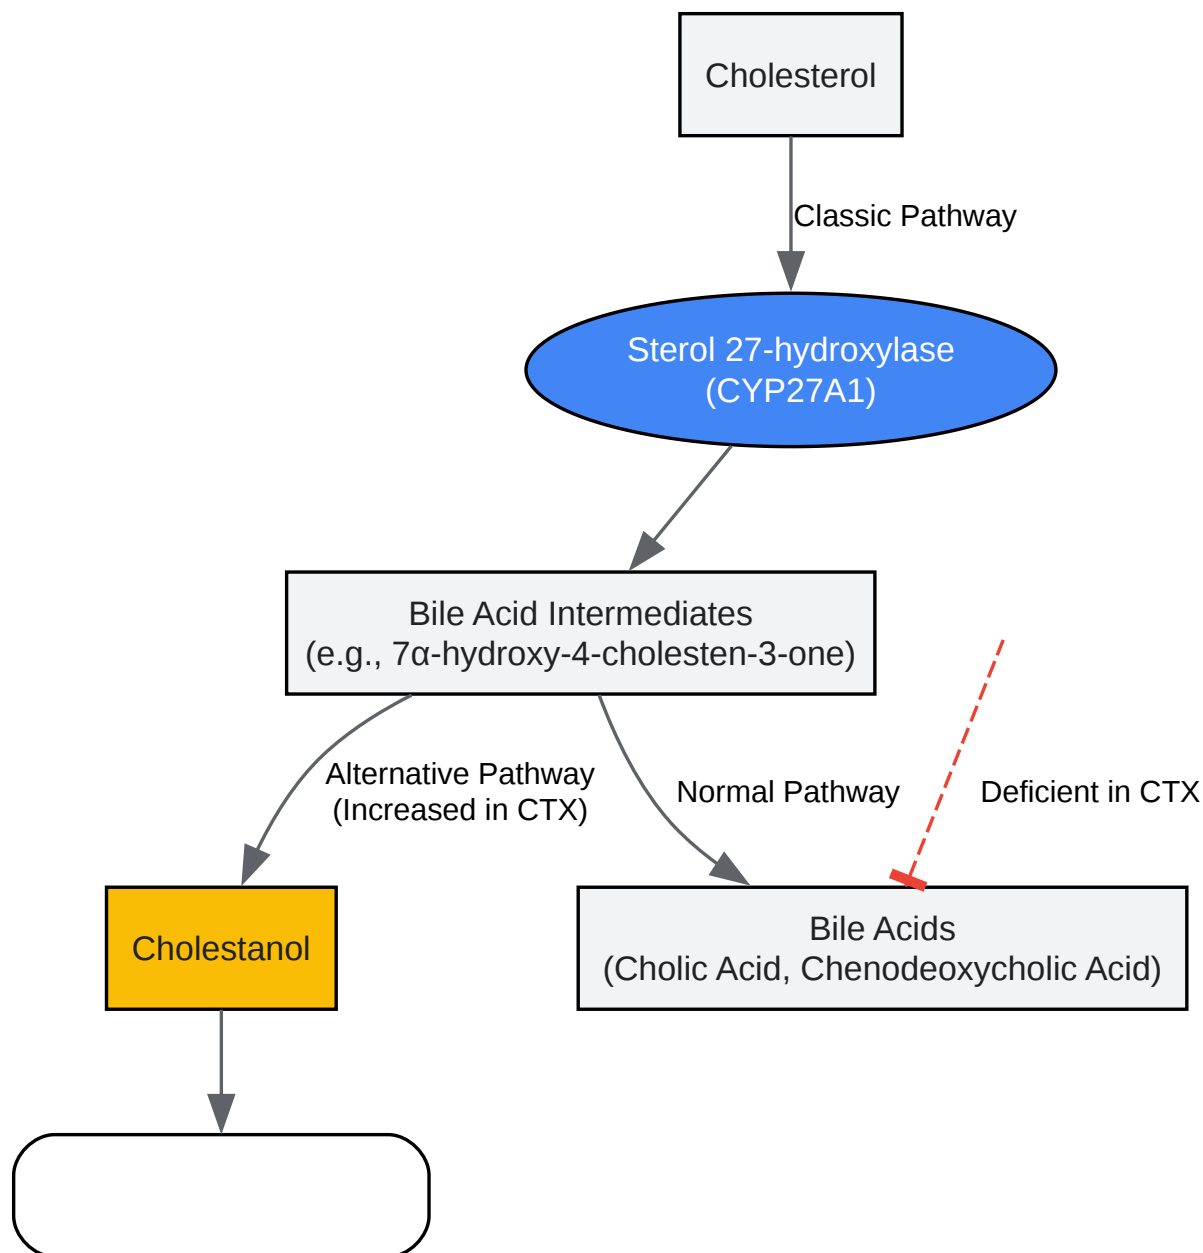 Cholesterol
Classic Pathway
Sterol 27-hydroxylase
(CYP27A1)
Bile Acid Intermediates
(e.g., 7α-hydroxy-4-cholesten-3-one)
Alternative Pathway
(Increased in CTX)
Normal Pathway
Deficient in CTX
Cholestanol
Bile Acids
(Cholic Acid, Chenodeoxycholic Acid)